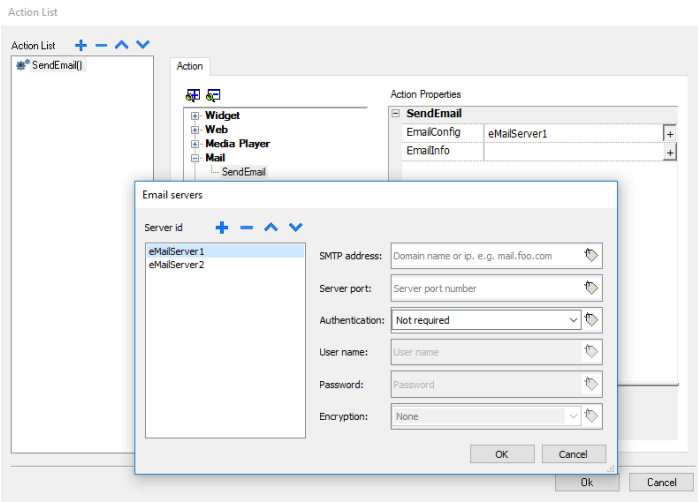 Action List
Action List
SendEmail()
Action
Widget
Web
Media Player
Mail
SendEmail
Action Properties
SendEmail
EmailConfig eMailServer1 +
EmailInfo +
Email servers
Server id
eMailServer1
eMailServer2
SMTP address: Domain name or ip. e.g. mail.foo.com
Server port: Server port number
Authentication: Not required
User name: User name
Password: Password
Encryption: None
OK Cancel
Ok Cancel